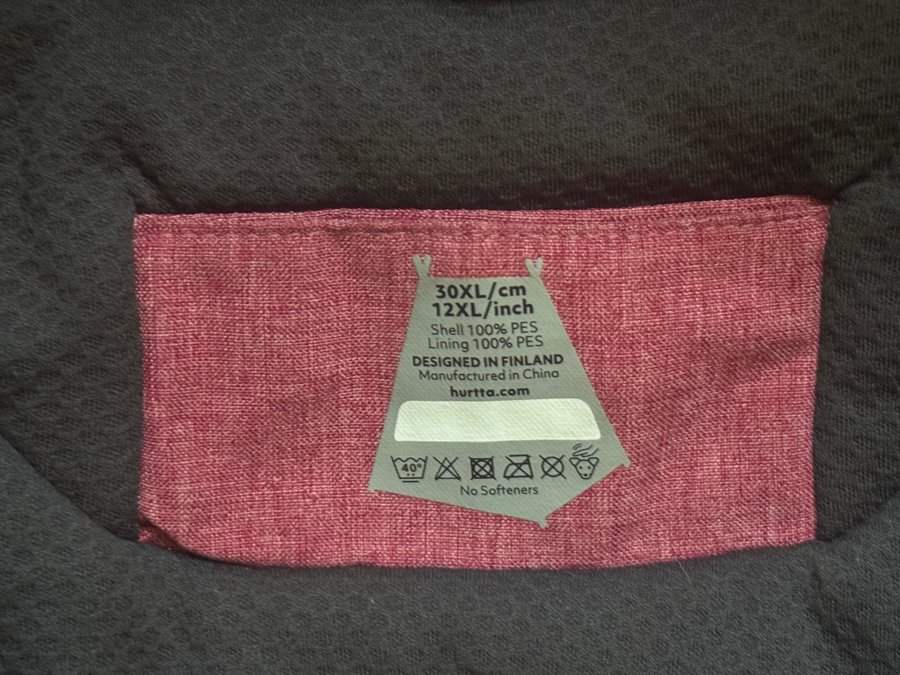 30XL/cm
12XL/inch
Shell 100% PES
Lining 100% PES
DESIGNED IN FINLAND
Manufactured in China
hurtta.com
40°
No Softeners